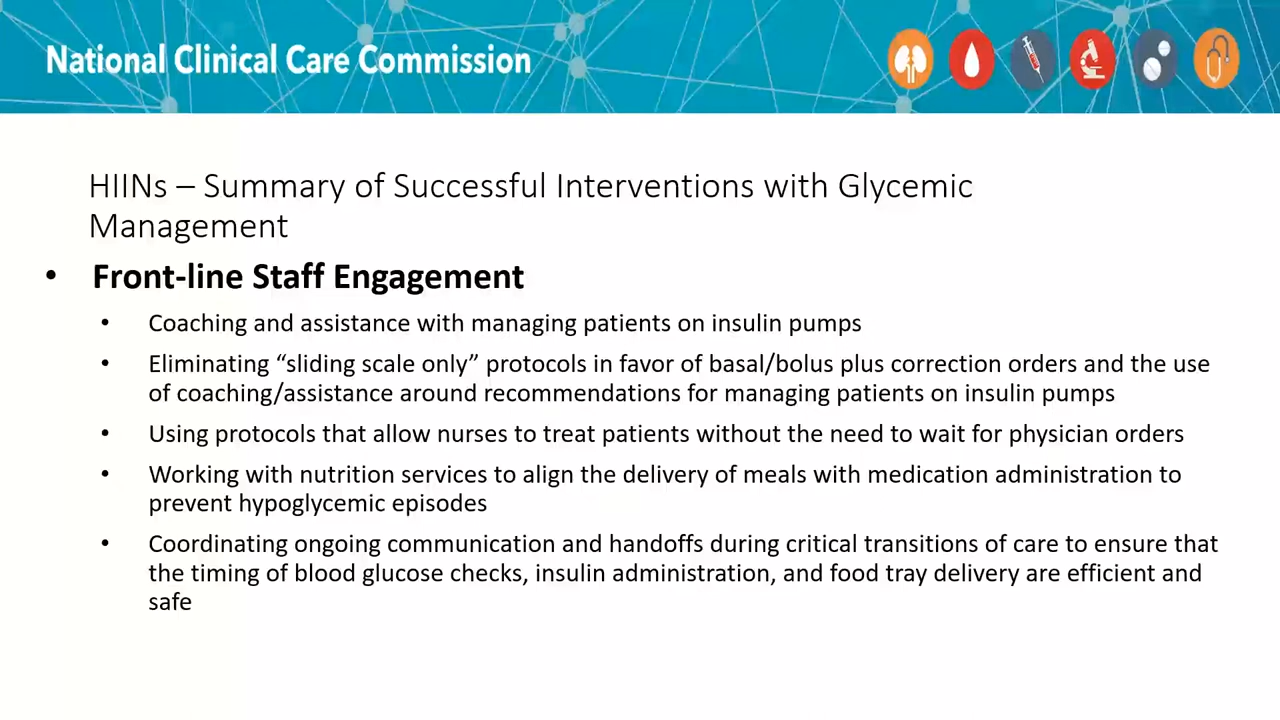 National Clinical Care Commission
HIINs – Summary of Successful Interventions with Glycemic
Management
• Front-line Staff Engagement
• Coaching and assistance with managing patients on insulin pumps
• Eliminating “sliding scale only” protocols in favor of basal/bolus plus correction orders and the use
of coaching/assistance around recommendations for managing patients on insulin pumps
• Using protocols that allow nurses to treat patients without the need to wait for physician orders
• Working with nutrition services to align the delivery of meals with medication administration to
prevent hypoglycemic episodes
• Coordinating ongoing communication and handoffs during critical transitions of care to ensure that
the timing of blood glucose checks, insulin administration, and food tray delivery are efficient and
safe